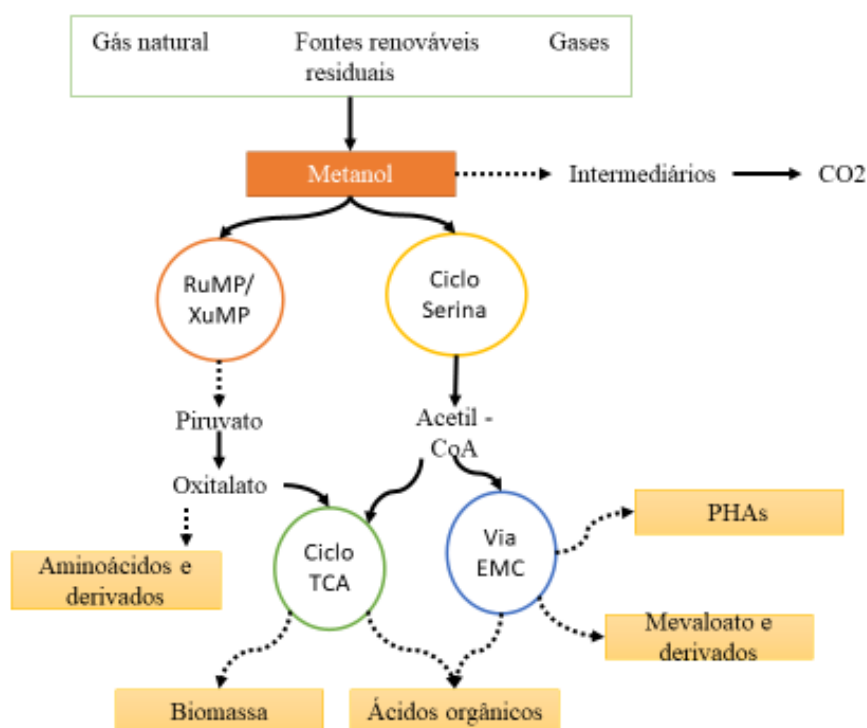 Gás natural Fontes renováveis Gases
residuais
Metanol
Intermediários
CO2
RuMP/
XuMP
Ciclo
Serina
Piruvato
Acetil -
CoA
Oxitalato
PHAs
Ciclo
TCA
Via
EMC
Aminoácidos e
derivados
Mevaloato e
derivados
Biomassa
Ácidos orgânicos